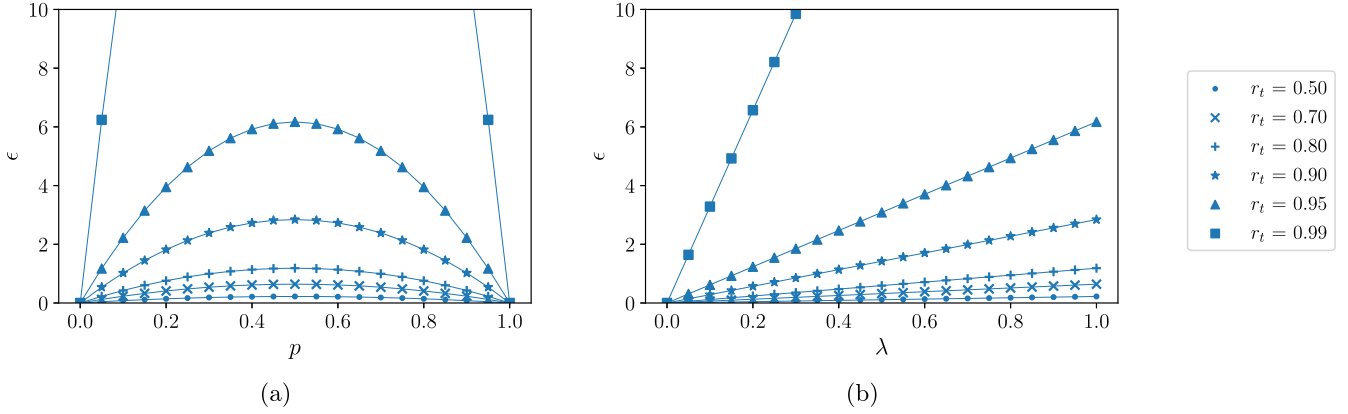 10
8
6
4
2
0
ϵ
0.0 0.2 0.4 0.6 0.8 1.0
p
(a)
10
8
6
4
2
0
ϵ
0.0 0.2 0.4 0.6 0.8 1.0
λ
(b)
r_t = 0.50
r_t = 0.70
r_t = 0.80
r_t = 0.90
r_t = 0.95
r_t = 0.99